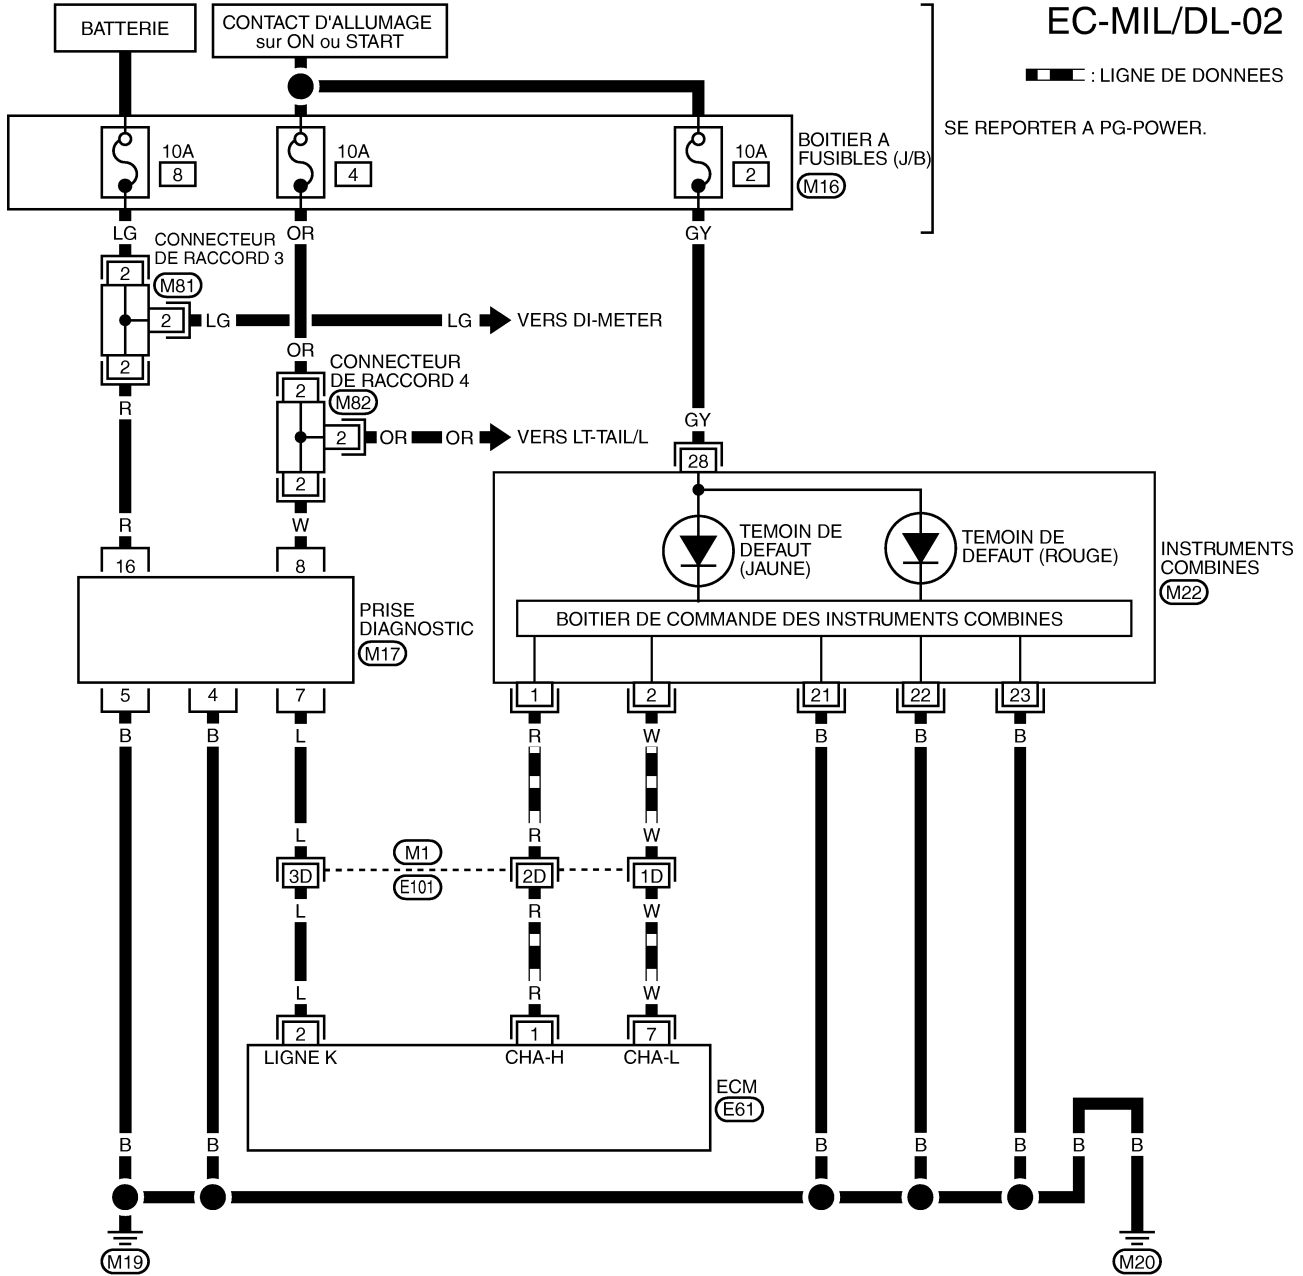 EC-MIL/DL-02
BATTERIE
CONTACT D'ALLUMAGE
sur ON ou START
: LIGNE DE DONNEES
SE REPORTER A PG-POWER.
10A
8
10A
4
10A
2
BOITIER A
FUSIBLES (J/B)
M16
LG
OR
GY
CONNECTEUR
DE RACCORD 3
M81
2
2
LG
LG
VERS DI-METER
2
R
OR
CONNECTEUR
DE RACCORD 4
M82
2
2
OR
OR
VERS LT-TAIL/L
2
GY
28
R
W
16
8
PRISE
DIAGNOSTIC
M17
TEMOIN DE
DEFAUT
(JAUNE)
TEMOIN DE
DEFAUT (ROUGE)
INSTRUMENTS
COMBINES
M22
BOITIER DE COMMANDE DES INSTRUMENTS COMBINES
5
4
7
1
2
21
22
23
B
B
L
R
W
B
B
B
L
R
W
M1
E101
3D
2D
1D
L
R
W
L
R
W
2
1
7
LIGNE K
CHA-H
CHA-L
ECM
E61
B
B
B
B
B
B
B
M19
M20